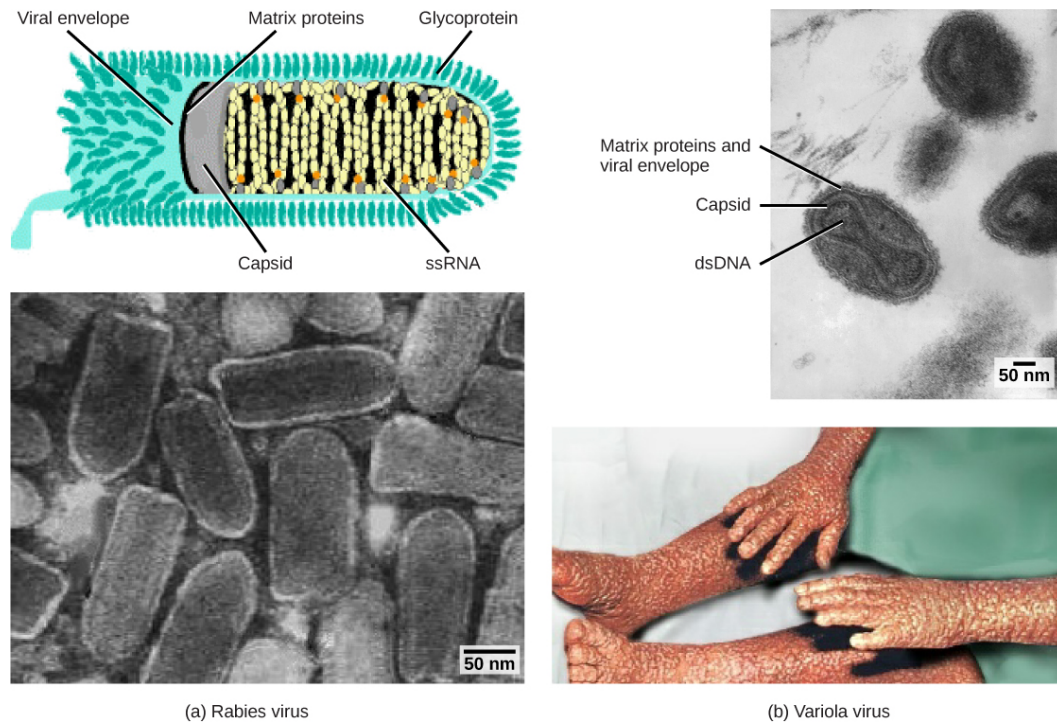 Viral envelope
Matrix proteins
Glycoprotein
Capsid
ssRNA
50 nm
(a) Rabies virus
Matrix proteins and
viral envelope
Capsid
dsDNA
50 nm
(b) Variola virus